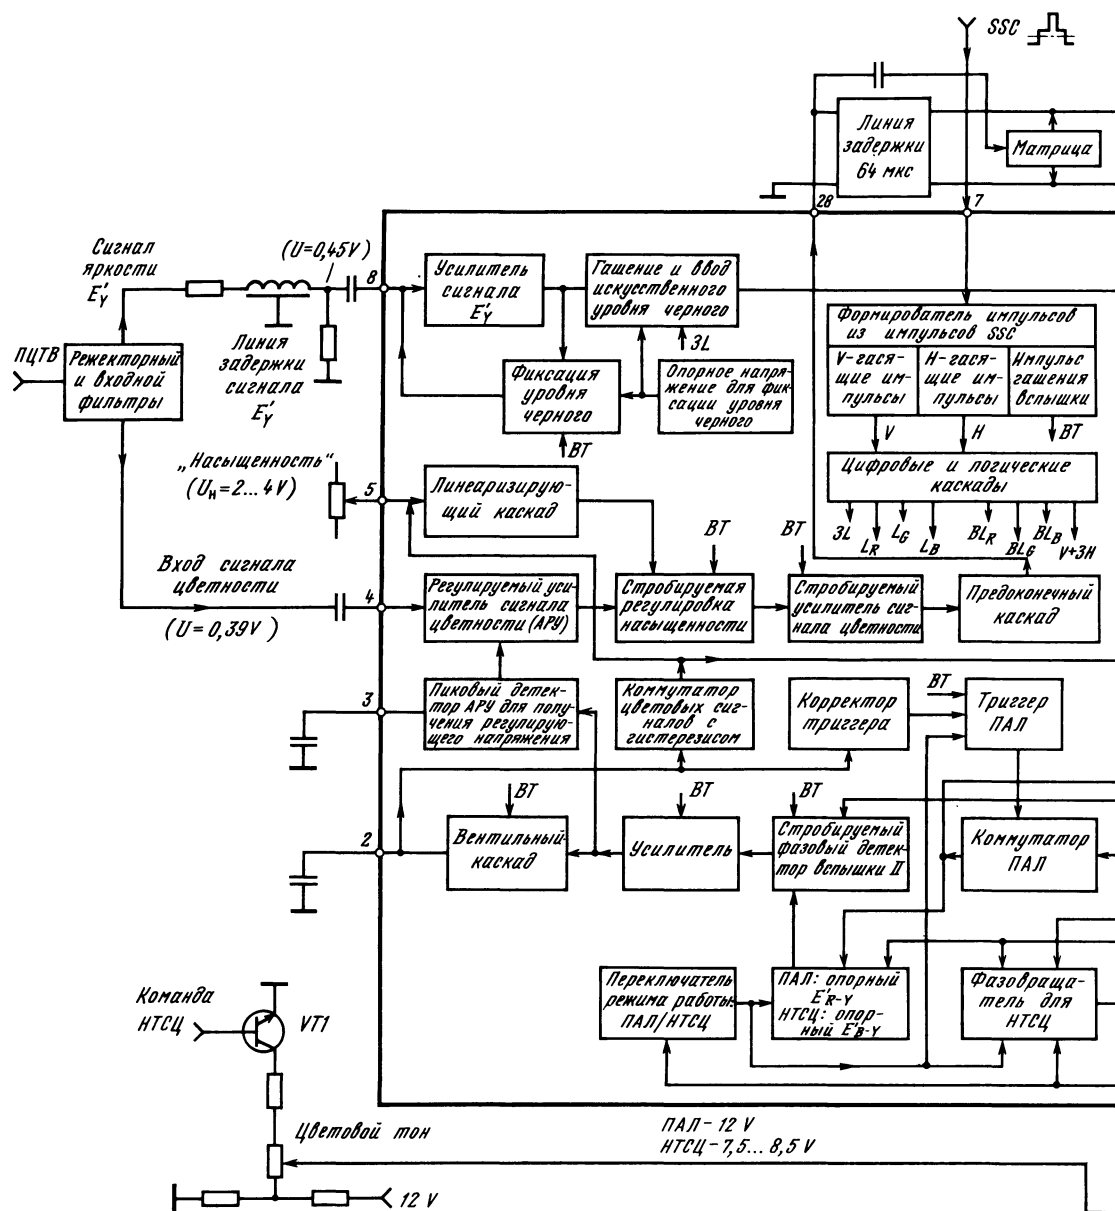 SSC
Линия
задержки
64 мкс
Матрица
28
7
Сигнал
яркости
E'Y
(U=0,45V)
8
Усилитель
сигнала
E'Y
Гашение и ввод
искусственного
уровня черного
3L
Формирователь импульсов
из импульсов SSC
V-гася-
щие им-
пульсы
H-гася-
щие им-
пульсы
Импульс
гашения
вспышки
ПЦТВ
Режекторный
и входной
фильтры
Линия
задержки
сигнала
E'Y
Фиксация
уровня
черного
Опорное напря-
жение для фик-
сации уровня
черного
BT
V
H
BT
„Насыщенность“
(UН=2...4V)
5
Линеаризирую-
щий каскад
Цифровые и логические
каскады
3L
LR
LG
LB
BLR
BLG
BLB
V+3H
BT
BT
Вход сигнала
цветности
(U=0,39V)
4
Регулируемый уси-
литель сигнала
цветности (АРУ)
Стробируемая
регулировка
насыщенности
Стробируемый
усилитель сиг-
нала цветности
Предоконечный
каскад
3
Пиковый детек-
тор АРУ для полу-
чения регулирую-
щего напряжения
Коммутатор
цветовых сиг-
налов с
гистерезисом
Корректор
триггера
BT
Триггер
ПАЛ
BT
BT
BT
2
Вентильный
каскад
Усилитель
Стробируемый
фазовый детек-
тор вспышки II
Коммутатор
ПАЛ
Команда
НТСЦ
VT1
Переключатель
режима работы
ПАЛ/НТСЦ
ПАЛ: опорный
E'R-Y
НТСЦ: опор-
ный E'B-Y
Фазовраща-
тель для
НТСЦ
Цветовой тон
ПАЛ-12 V
НТСЦ-7,5...8,5 V
12 V